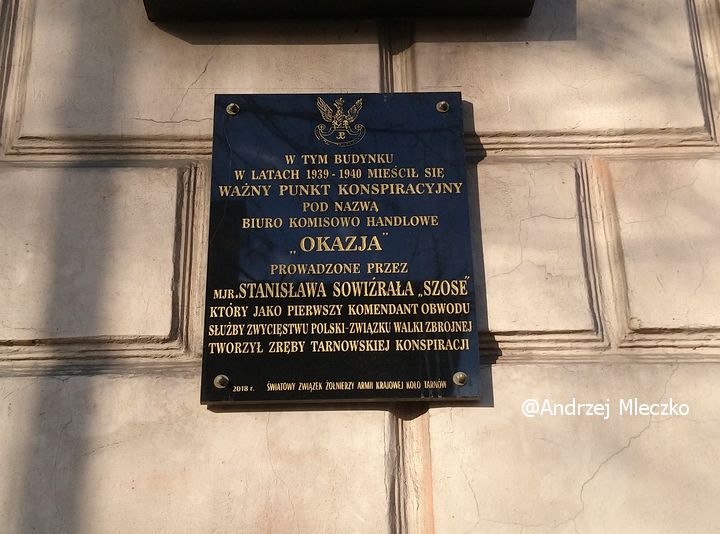 W TYM BUDYNKU
W LATACH 1939 - 1940 MIEŚCIŁ SIĘ
WAŻNY PUNKT KONSPIRACYJNY
POD NAZWĄ
BIURO KOMISOWO HANDLOWE
„OKAZJA"
PROWADZONE PRZEZ
MJR. STANISŁAWA SOWIŹRAŁA „SZOSĘ"
KTÓRY JAKO PIERWSZY KOMENDANT OBWODU
SŁUŻBY ZWYCIĘSTWU POLSKI-ZWIĄZKU WALKI ZBROJNEJ
TWORZYŁ ZRĘBY TARNOWSKIEJ KONSPIRACJI
2018 r. ŚWIATOWY ZWIĄZEK ŻOŁNIERZY ARMII KRAJOWEJ KOŁO TARNÓW
@Andrzej Mleczko